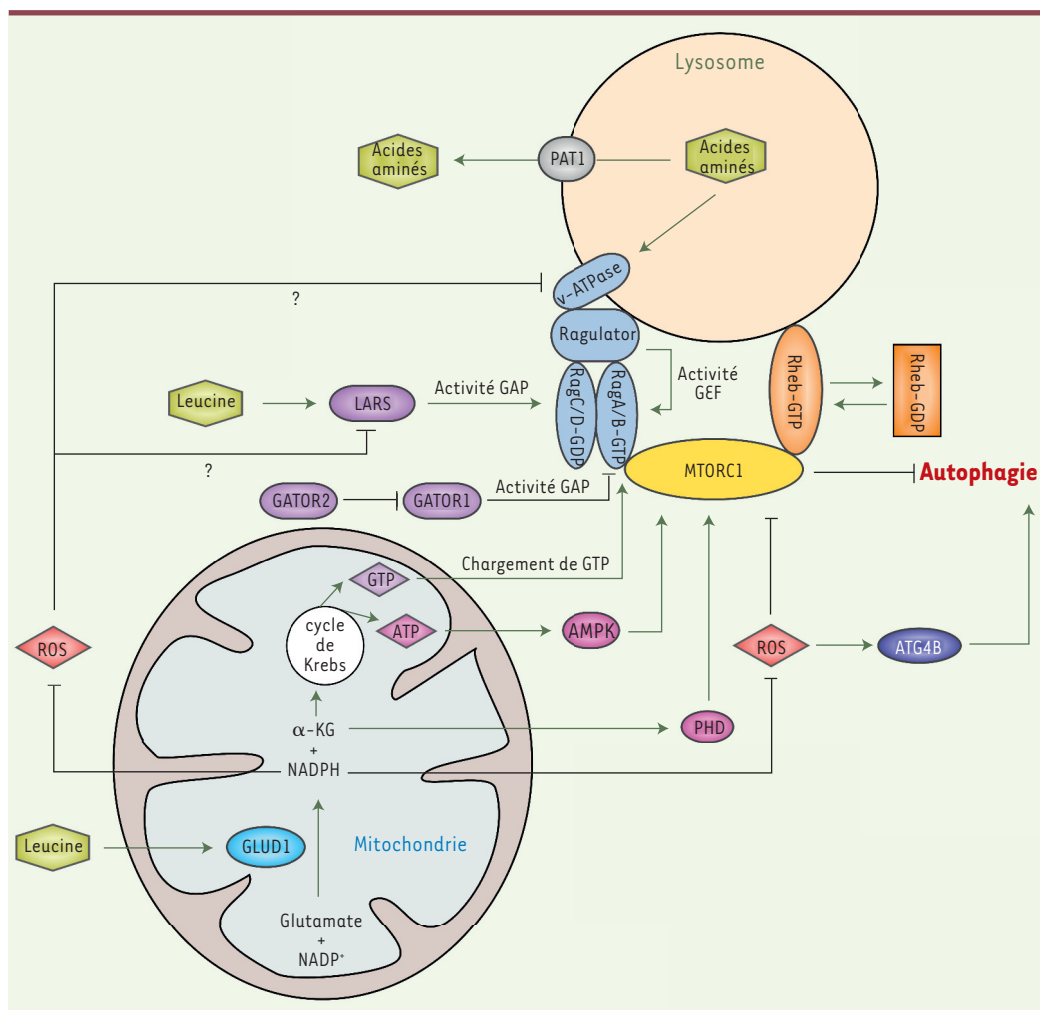 Lysosome
Acides
aminés
PAT1
Acides
aminés
v-ATPase
?
Ragulator
Activité
GEF
RagC/D-GDP
RagA/B-GTP
Rheb-GTP
Rheb-GDP
Leucine
LARS
Activité GAP
?
MTORC1
Autophagie
GATOR2
GATOR1
Activité GAP
GTP
Chargement de GTP
cycle
de
Krebs
ATP
AMPK
ROS
ROS
ATG4B
α-KG
+
NADPH
PHD
Leucine
GLUD1
Mitochondrie
Glutamate
+
NADP⁺